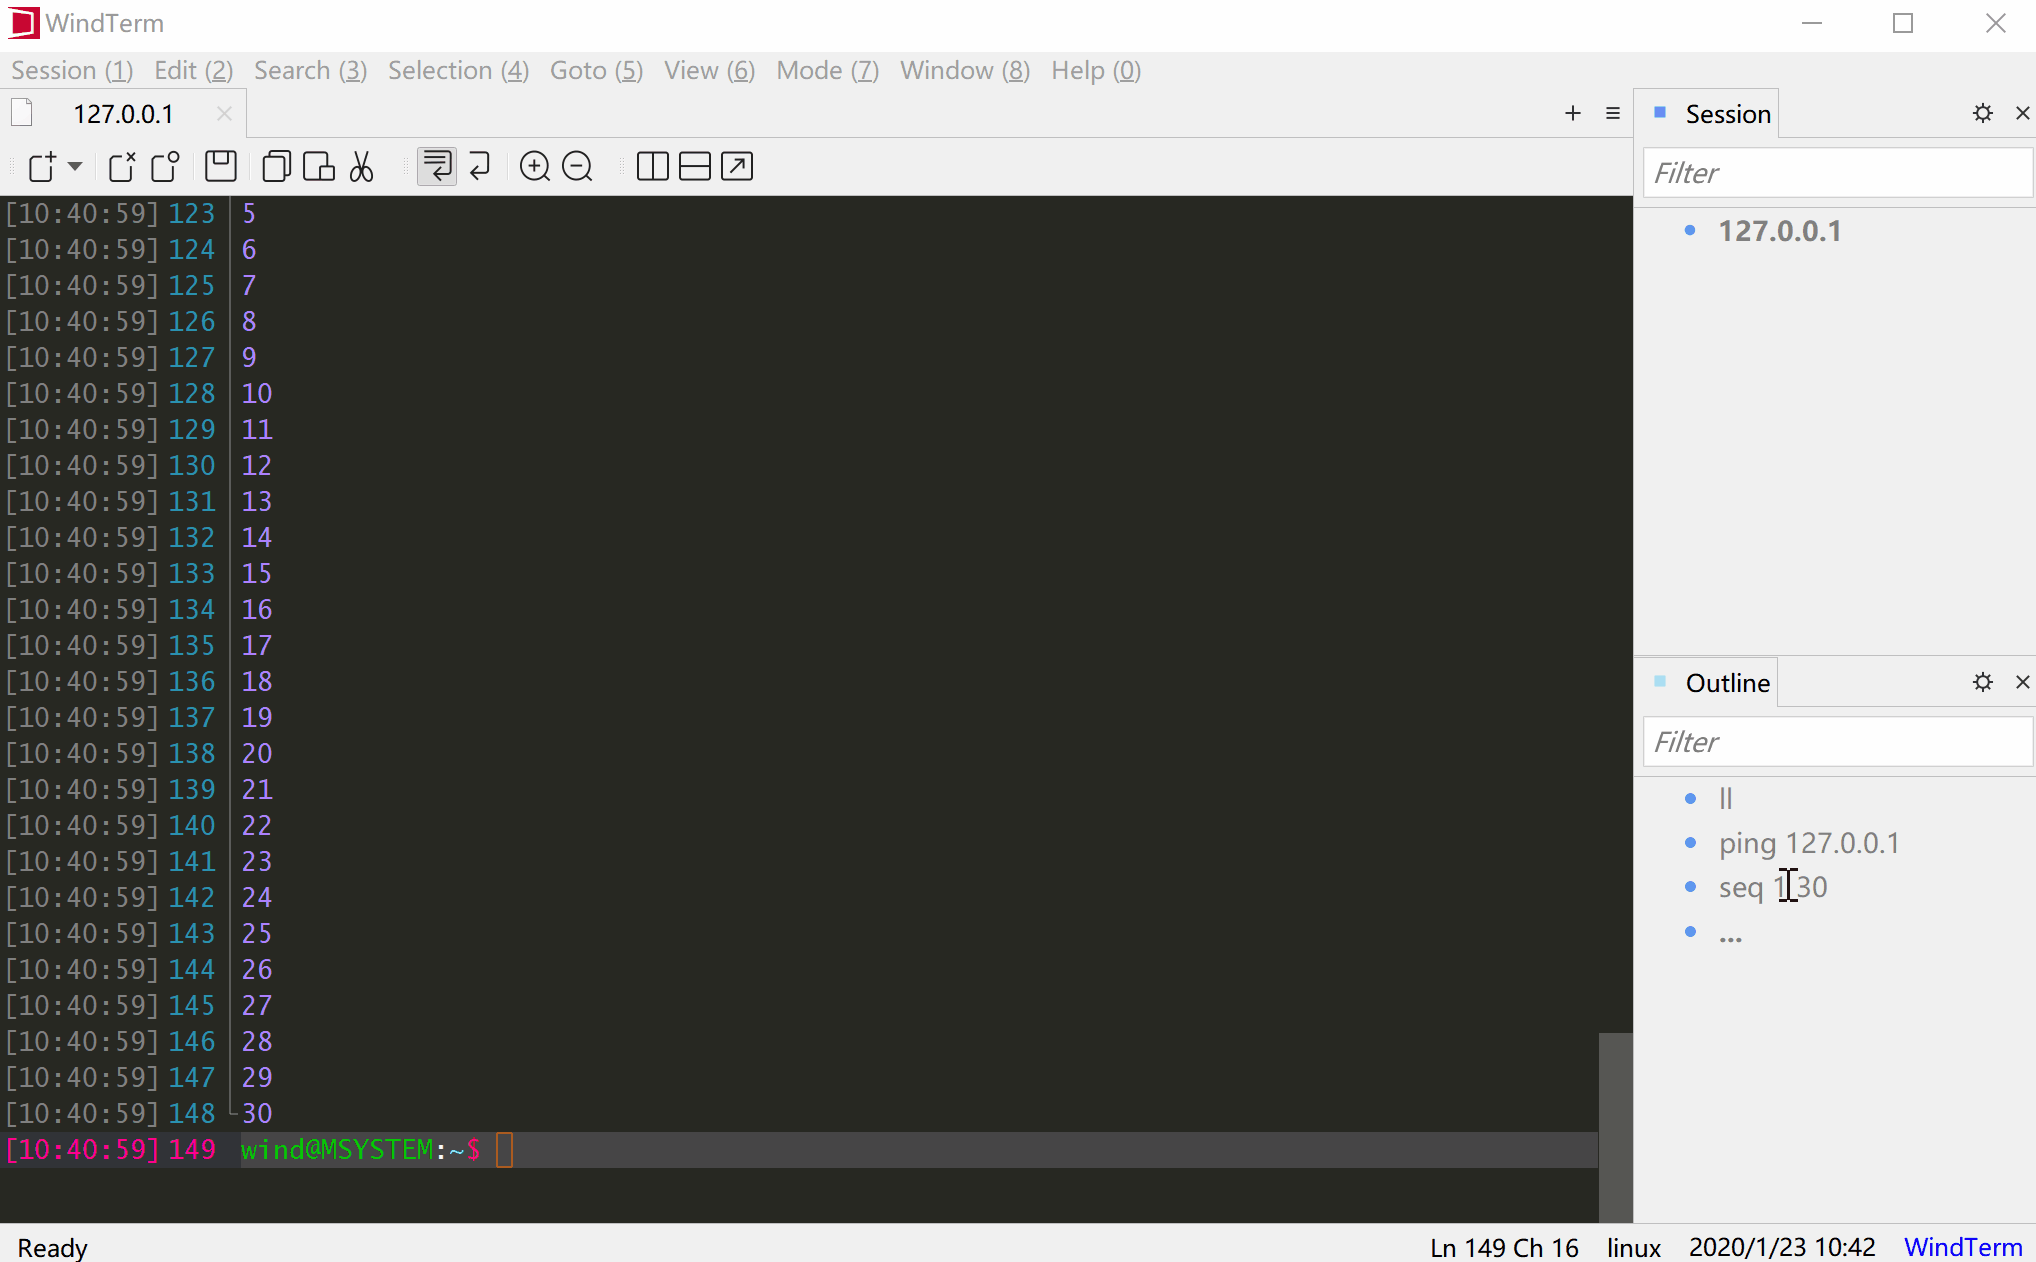 WindTerm
Session (1) Edit (2) Search (3) Selection (4) Goto (5) View (6) Mode (7) Window (8) Help (0)
127.0.0.1
[10:40:59] 123 5
[10:40:59] 124 6
[10:40:59] 125 7
[10:40:59] 126 8
[10:40:59] 127 9
[10:40:59] 128 10
[10:40:59] 129 11
[10:40:59] 130 12
[10:40:59] 131 13
[10:40:59] 132 14
[10:40:59] 133 15
[10:40:59] 134 16
[10:40:59] 135 17
[10:40:59] 136 18
[10:40:59] 137 19
[10:40:59] 138 20
[10:40:59] 139 21
[10:40:59] 140 22
[10:40:59] 141 23
[10:40:59] 142 24
[10:40:59] 143 25
[10:40:59] 144 26
[10:40:59] 145 27
[10:40:59] 146 28
[10:40:59] 147 29
[10:40:59] 148 30
[10:40:59] 149 wind@MSYSTEM:~$
Session
Filter
127.0.0.1
Outline
Filter
ll
ping 127.0.0.1
seq 1 30
...
Ready
Ln 149 Ch 16 linux 2020/1/23 10:42 WindTerm